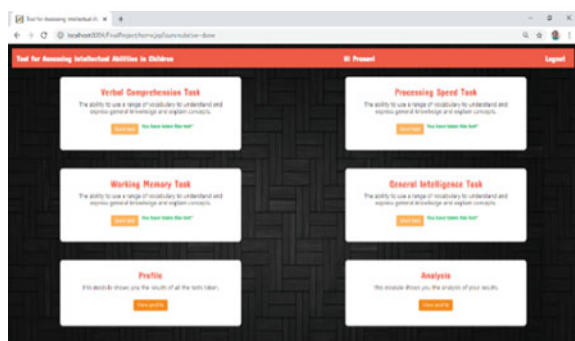 Tool for Assessing Intellectual
localhost
Tool for Assessing Intellectual Abilities in Children
Hi Pranavi
Logout
Verbal Comprehension Task
The ability to use a range of vocabulary to understand and
express general knowledge and explain concepts.
Start test You have taken this test*
Processing Speed Task
The ability to use a range of vocabulary to understand and
express general knowledge and explain concepts.
Start test You have taken this test*
Working Memory Task
The ability to use a range of vocabulary to understand and
express general knowledge and explain concepts.
Start test You have taken this test*
General Intelligence Task
The ability to use a range of vocabulary to understand and
express general knowledge and explain concepts.
Start test You have taken this test*
Profile
This module shows you the results of all the tests taken.
View profile
Analysis
This module shows you the analysis of your results.
View profile